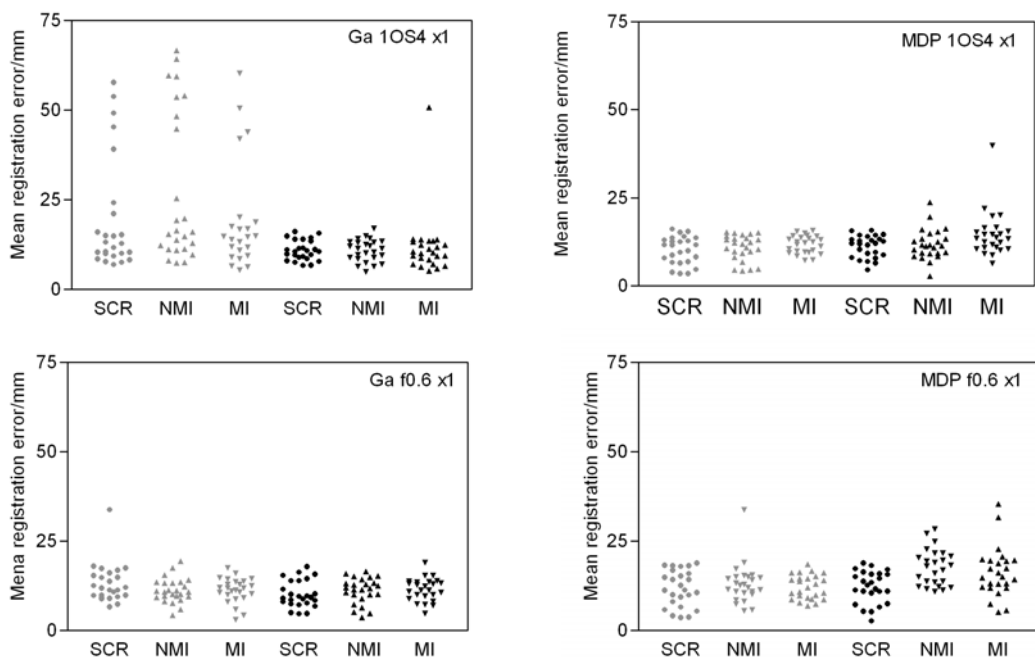 Mean registration error/mm
75
50
25
0
Ga 1OS4 x1
SCR NMI MI SCR NMI MI
Mean registration error/mm
75
50
25
0
MDP 1OS4 x1
SCR NMI MI SCR NMI MI
Mena registration error/mm
75
50
25
0
Ga f0.6 x1
SCR NMI MI SCR NMI MI
Mean registration error/mm
75
50
25
0
MDP f0.6 x1
SCR NMI MI SCR NMI MI